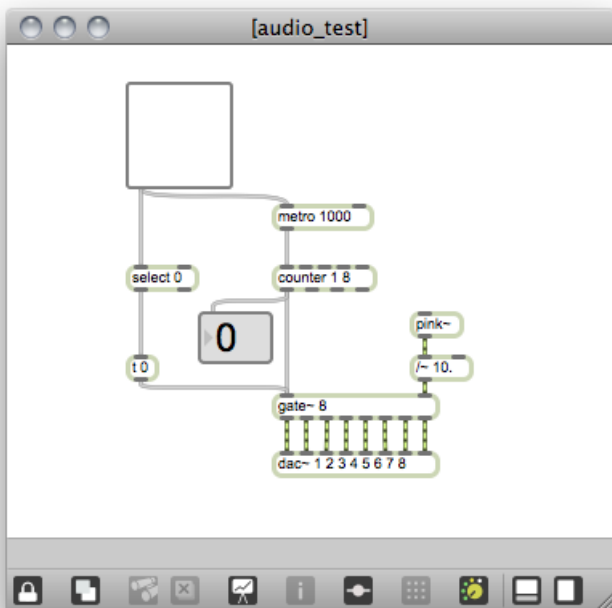 [audio_test]
metro 1000
select 0
counter 1 8
0
pink~
t 0
/~ 10.
gate~ 8
dac~ 1 2 3 4 5 6 7 8